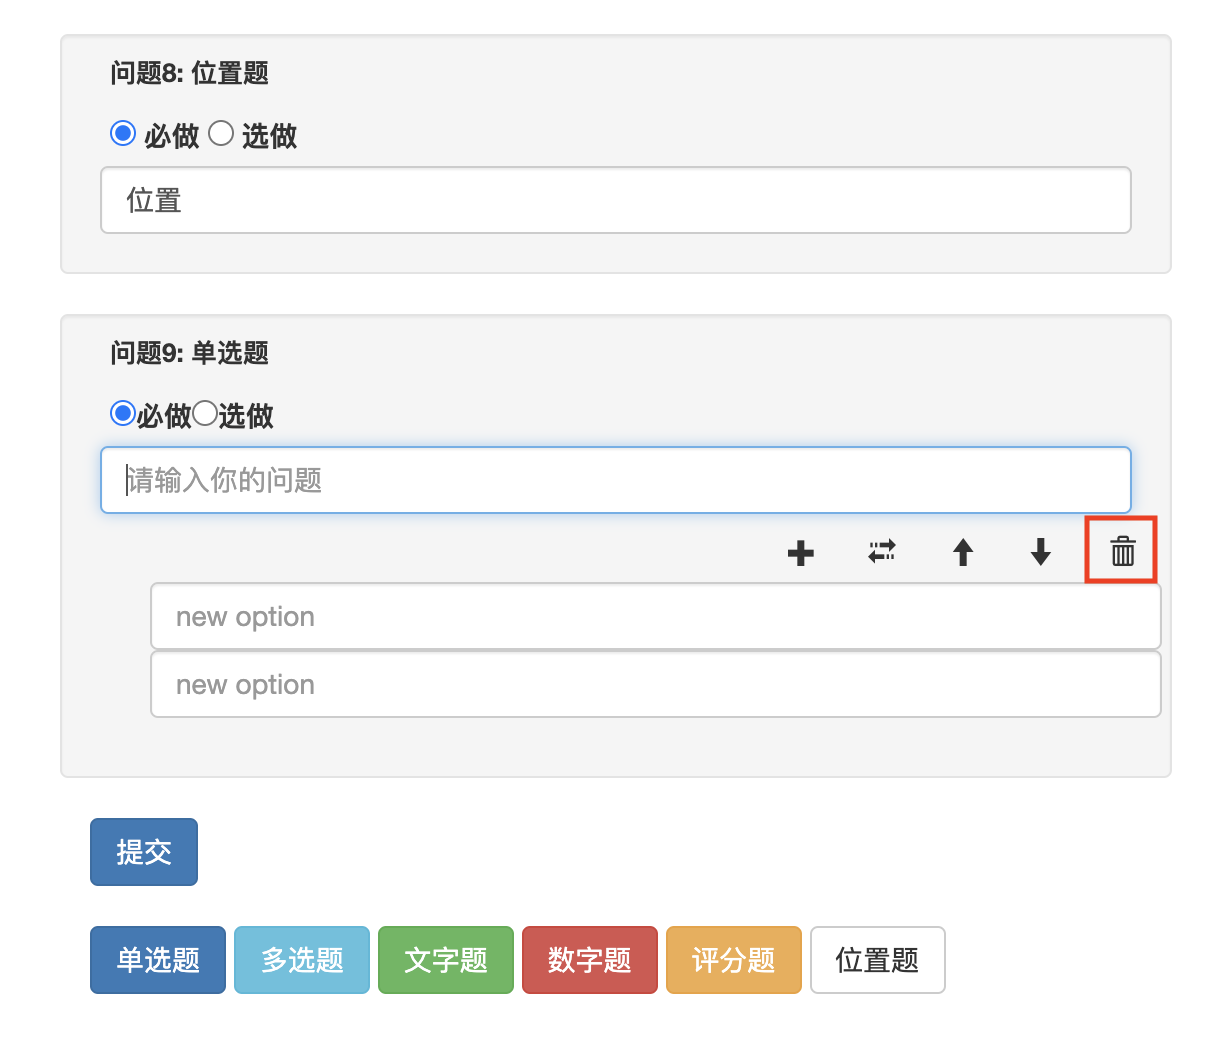 问题8: 位置题
必做 选做
位置
问题9: 单选题
必做 选做
请输入你的问题
new option
new option
提交
单选题 多选题 文字题 数字题 评分题 位置题